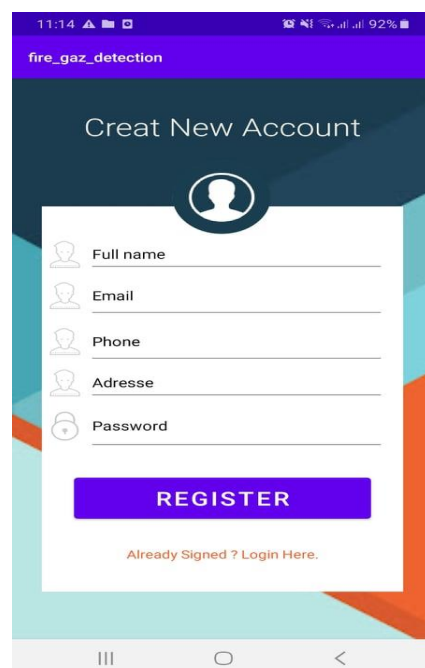 11:14 92%
fire_gaz_detection
Creat New Account
Full name
Email
Phone
Adresse
Password
REGISTER
Already Signed ? Login Here.